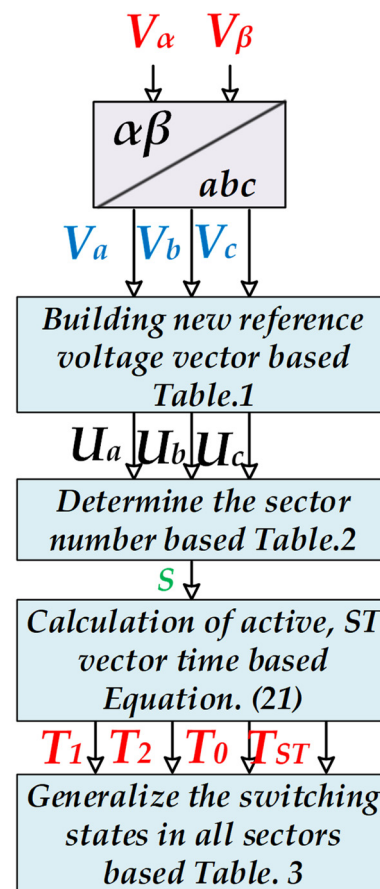 Vα Vβ
αβ
abc
Va Vb Vc
Building new reference
voltage vector based
Table.1
Ua Ub Uc
Determine the sector
number based Table.2
S
Calculation of active, ST
vector time based
Equation. (21)
T1 T2 T0 TST
Generalize the switching
states in all sectors
based Table. 3